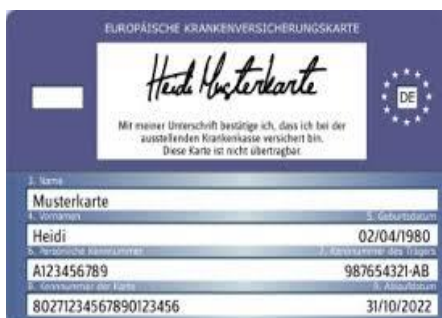 EUROPÄISCHE KRANKENVERSICHERUNGSKARTE
Heidi Musterkarte
DE
Mit meiner Unterschrift bestätige ich, dass ich bei der
ausstellenden Krankenkasse versichert bin.
Diese Karte ist nicht übertragbar.
3. Name
Musterkarte
4. Vornamen 5. Geburtsdatum
Heidi 02/04/1980
6. Persönliche Kennnummer 7. Kennnummer des Trägers
A123456789 987654321-AB
8. Kennnummer der Karte 9. Ablaufdatum
80271234567890123456 31/10/2022